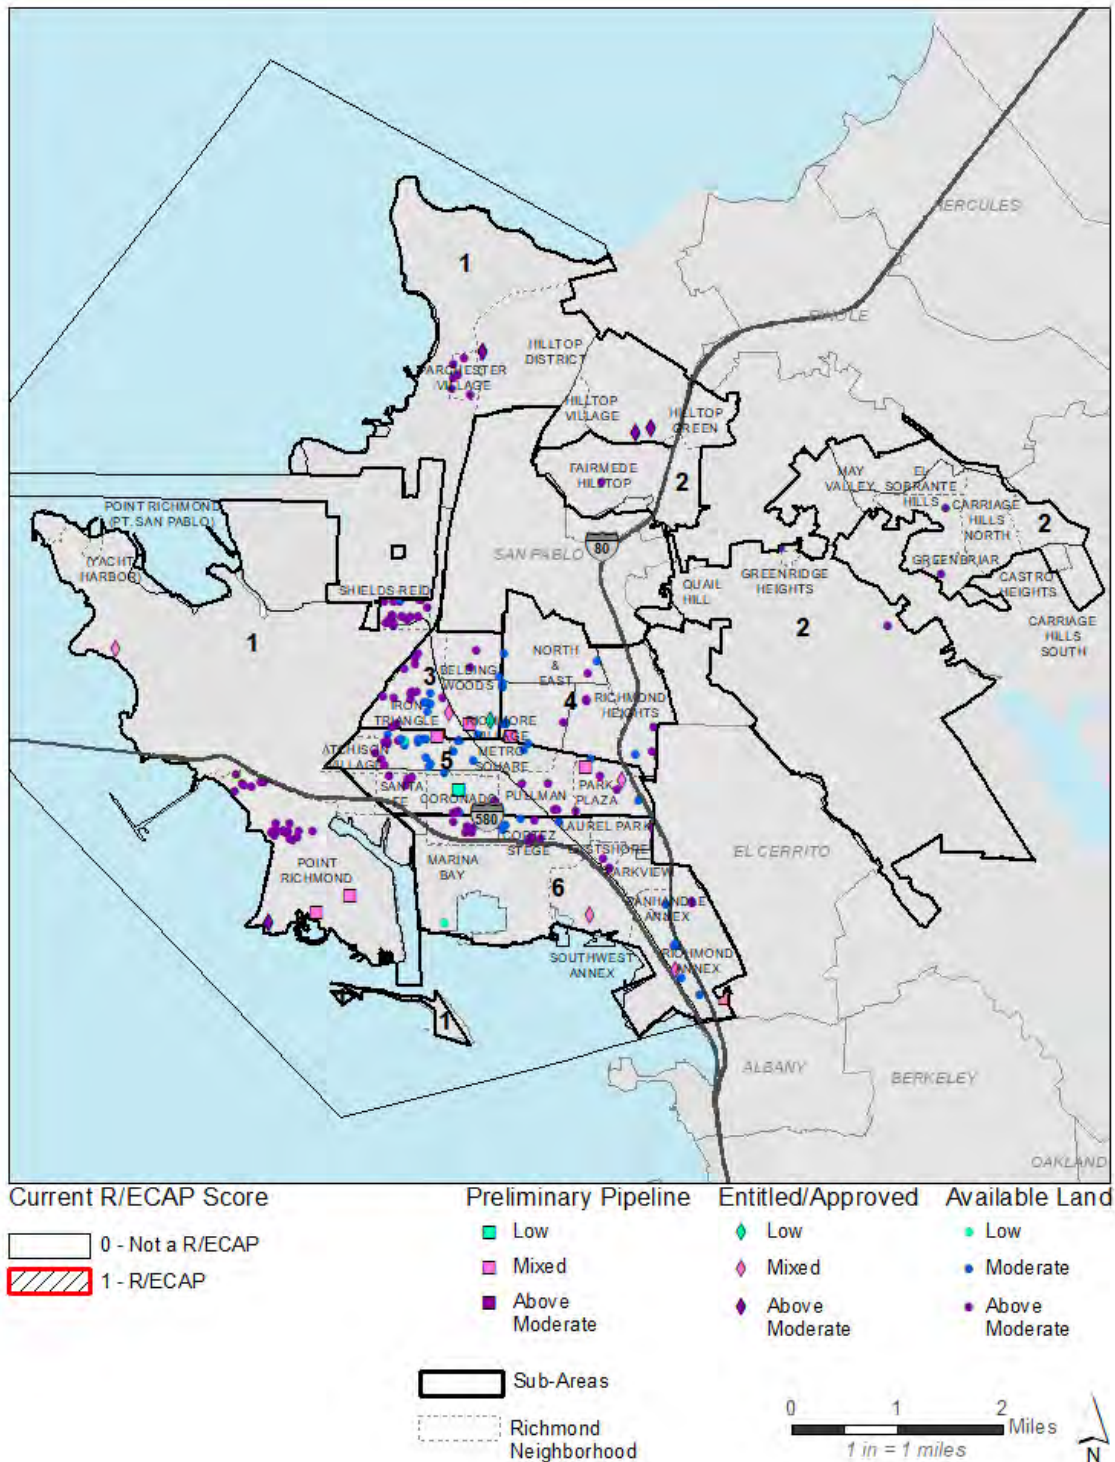 HERCULES
1
PINOLE
HILLTOP
DISTRICT
PARCHESTER
VILLAGE
HILLTOP
VILLAGE
HILLTOP
GREEN
FAIRMEDE
HILLTOP
2
MAY
VALLEY
EL
SOBRANTE
HILLS
CARRIAGE
HILLS
NORTH
2
POINT RICHMOND
(PT. SAN PABLO)
SAN PABLO
80
(YACHT
HARBOR)
GREENBRIAR
GREENRIDGE
HEIGHTS
QUAIL
HILL
CASTRO
HEIGHTS
SHIELDS-REID
CARRIAGE
HILLS
SOUTH
1
2
NORTH
&
EAST
BELDING
WOODS
3
4
RICHMOND
HEIGHTS
IRON
TRIANGLE
RICHMORE
VILLAGE
METRO
SQUARE
ATCHISON
VILLAGE
5
SANTA
FE
CORONADO
PULLMAN
PARK
PLAZA
580
CORTEZ
STEGE
LAUREL PARK
EASTSHORE
EL CERRITO
PARKVIEW
POINT
RICHMOND
MARINA
BAY
6
PANHANDLE
ANNEX
SOUTHWEST
ANNEX
RICHMOND
ANNEX
1
ALBANY
BERKELEY
OAKLAND
Current R/ECAP Score
0 - Not a R/ECAP
1 - R/ECAP
Preliminary Pipeline
Low
Mixed
Above
Moderate
Entitled/Approved
Low
Mixed
Above
Moderate
Available Land
Low
Moderate
Above
Moderate
Sub-Areas
Richmond
Neighborhood
0 1 2
Miles
1 in = 1 miles
N